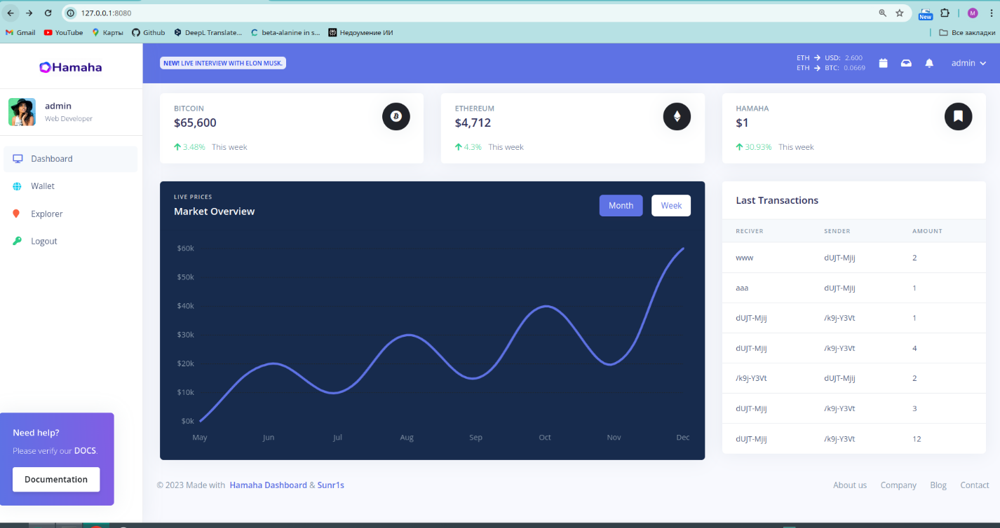 127.0.0.1:8080
New
M
Gmail YouTube Карты Github DeepL Translate... beta-alanine in s... Недоумение ИИ Все закладки
Hamaha
NEW! LIVE INTERVIEW WITH ELON MUSK.
ETH → USD: 2.600
ETH → BTC: 0.0669
admin
admin
Web Developer
Dashboard
Wallet
Explorer
Logout
BITCOIN
$65,600
3.48% This week
ETHEREUM
$4,712
4.3% This week
HAMAHA
$1
30.93% This week
LIVE PRICES
Market Overview
Month Week
$60k
$50k
$40k
$30k
$20k
$10k
$0k
May Jun Jul Aug Sep Oct Nov Dec
Last Transactions
RECIVER SENDER AMOUNT
www dUJT-Mjij 2
aaa dUJT-Mjij 1
dUJT-Mjij /k9j-Y3Vt 1
dUJT-Mjij /k9j-Y3Vt 4
/k9j-Y3Vt dUJT-Mjij 2
dUJT-Mjij /k9j-Y3Vt 3
dUJT-Mjij /k9j-Y3Vt 12
Need help?
Please verify our DOCS.
Documentation
© 2023 Made with Hamaha Dashboard & Sunr1s
About us Company Blog Contact